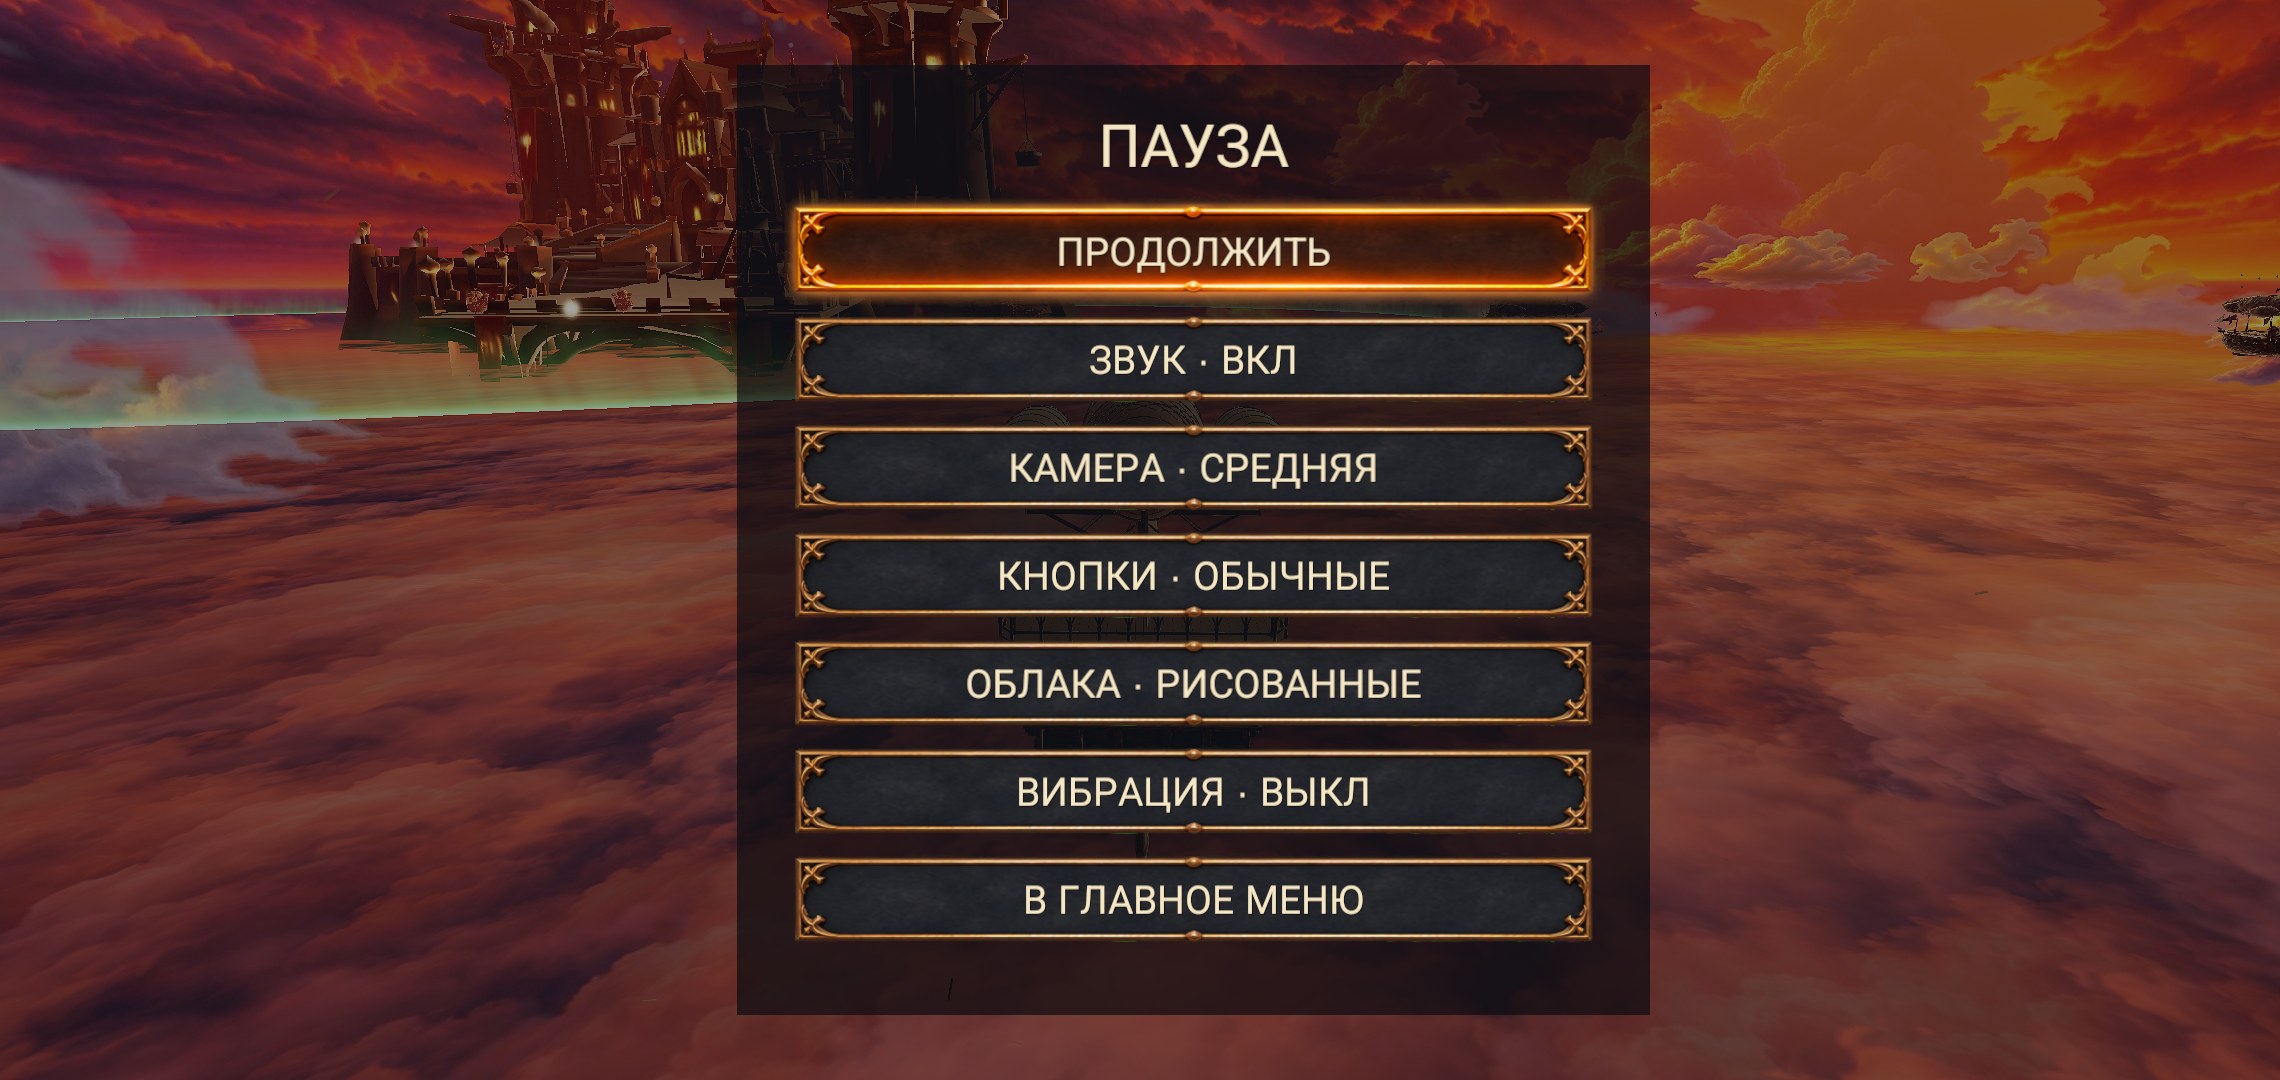 ПАУЗА
ПРОДОЛЖИТЬ
ЗВУК · ВКЛ
КАМЕРА · СРЕДНЯЯ
КНОПКИ · ОБЫЧНЫЕ
ОБЛАКА · РИСОВАННЫЕ
ВИБРАЦИЯ · ВЫКЛ
В ГЛАВНОЕ МЕНЮ